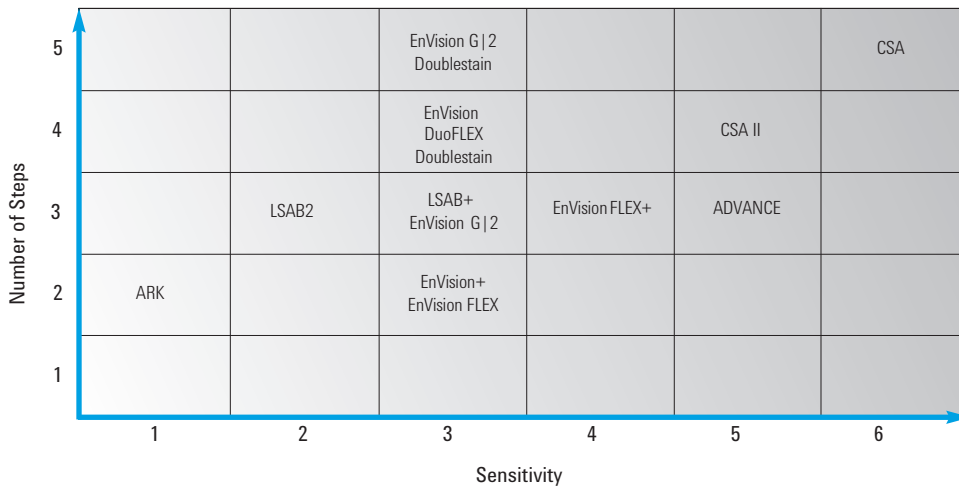 5
EnVision G|2
Doublestain
CSA
4
EnVision
DuoFLEX
Doublestain
CSA II
Number of Steps
3
LSAB2
LSAB+
EnVision G|2
EnVision FLEX+
ADVANCE
2
ARK
EnVision+
EnVision FLEX
1
1
2
3
4
5
6
Sensitivity